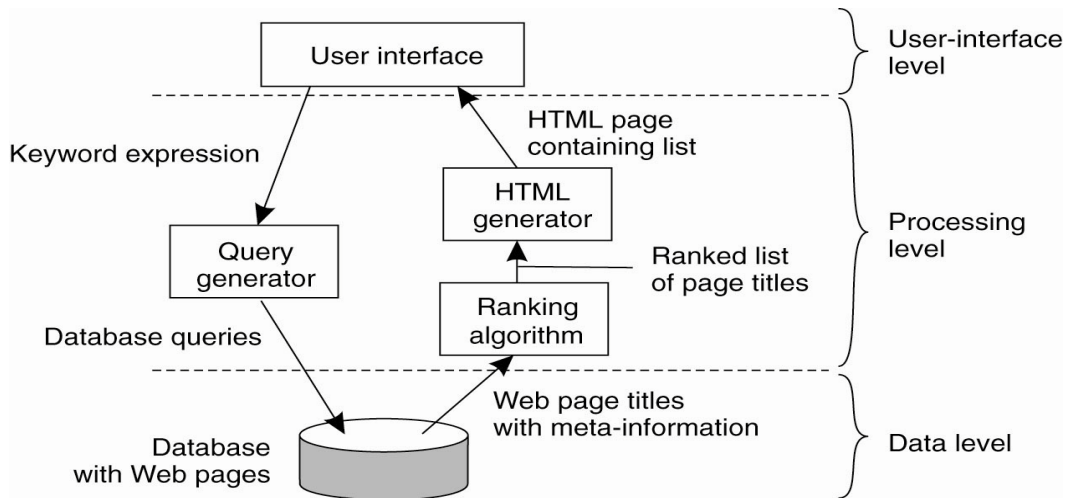 User interface
User-interface
level
HTML page
containing list
Keyword expression
HTML
generator
Processing
level
Query
generator
Ranked list
of page titles
Ranking
algorithm
Database queries
Web page titles
with meta-information
Database
with Web pages
Data level